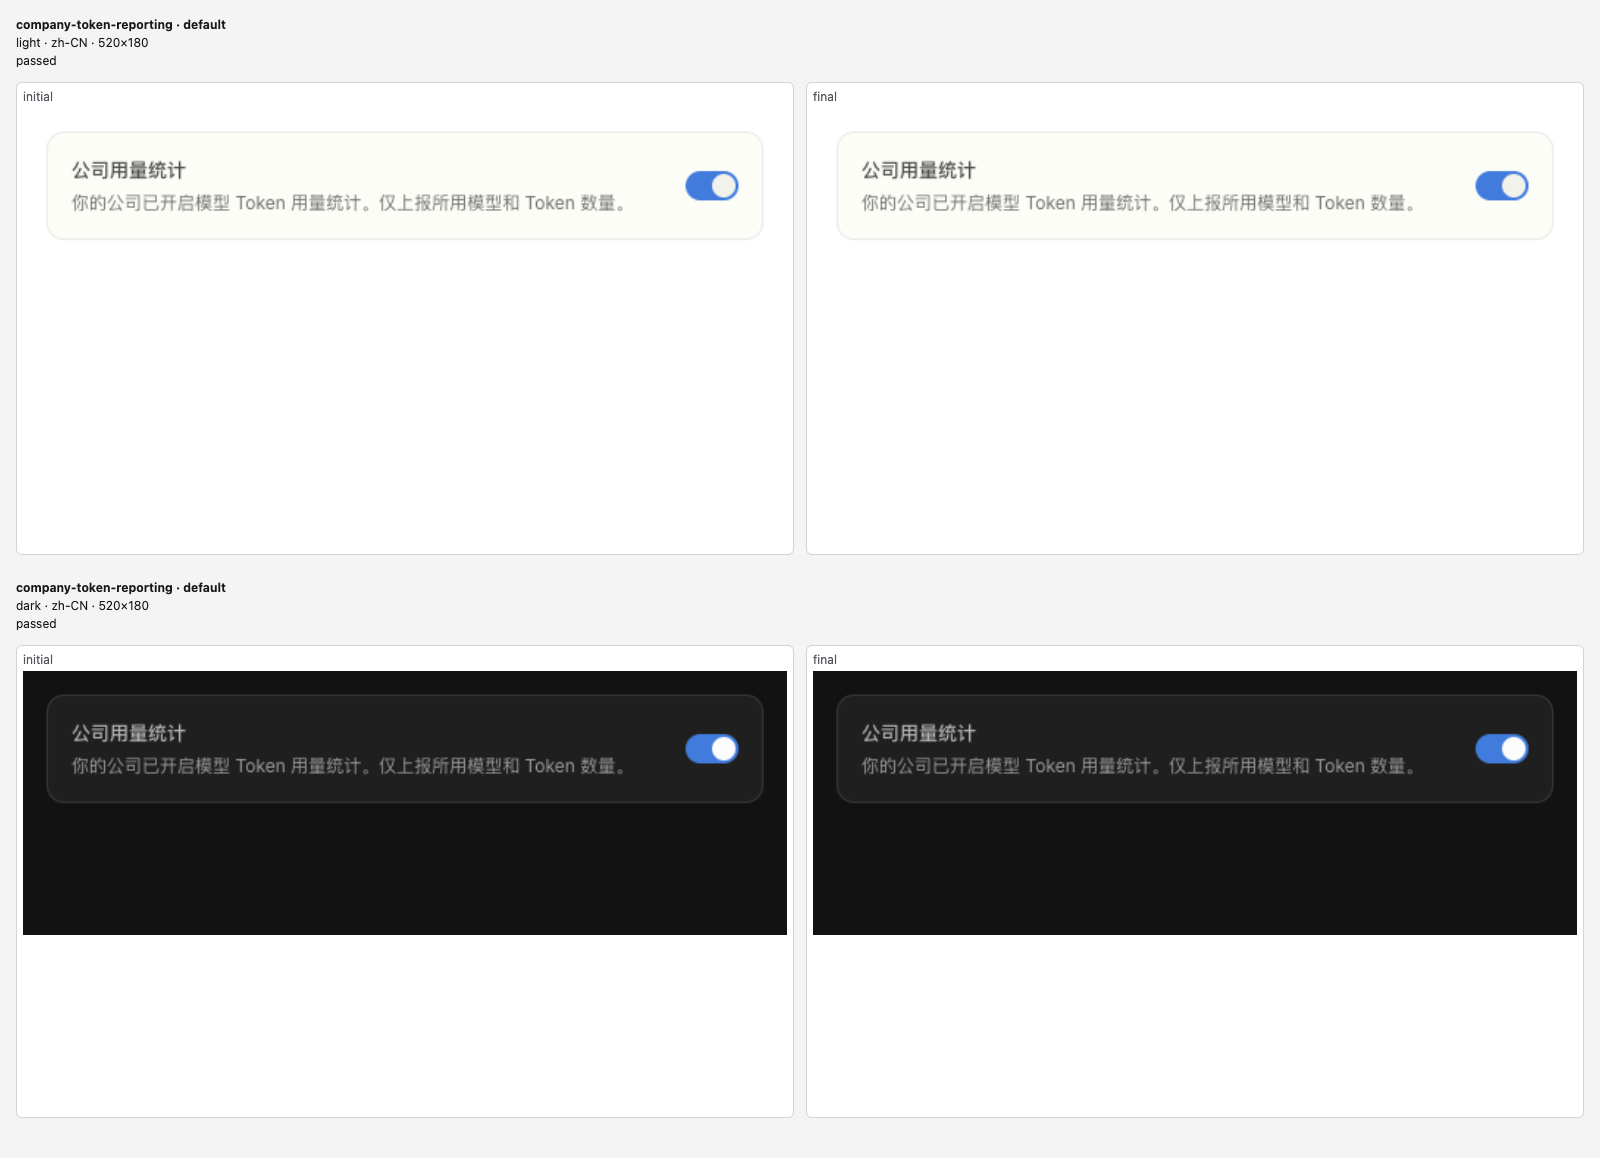 company-token-reporting · default
light · zh-CN · 520×180
passed
initial
公司用量统计
你的公司已开启模型 Token 用量统计。仅上报所用模型和 Token 数量。
final
公司用量统计
你的公司已开启模型 Token 用量统计。仅上报所用模型和 Token 数量。
company-token-reporting · default
dark · zh-CN · 520×180
passed
initial
公司用量统计
你的公司已开启模型 Token 用量统计。仅上报所用模型和 Token 数量。
final
公司用量统计
你的公司已开启模型 Token 用量统计。仅上报所用模型和 Token 数量。